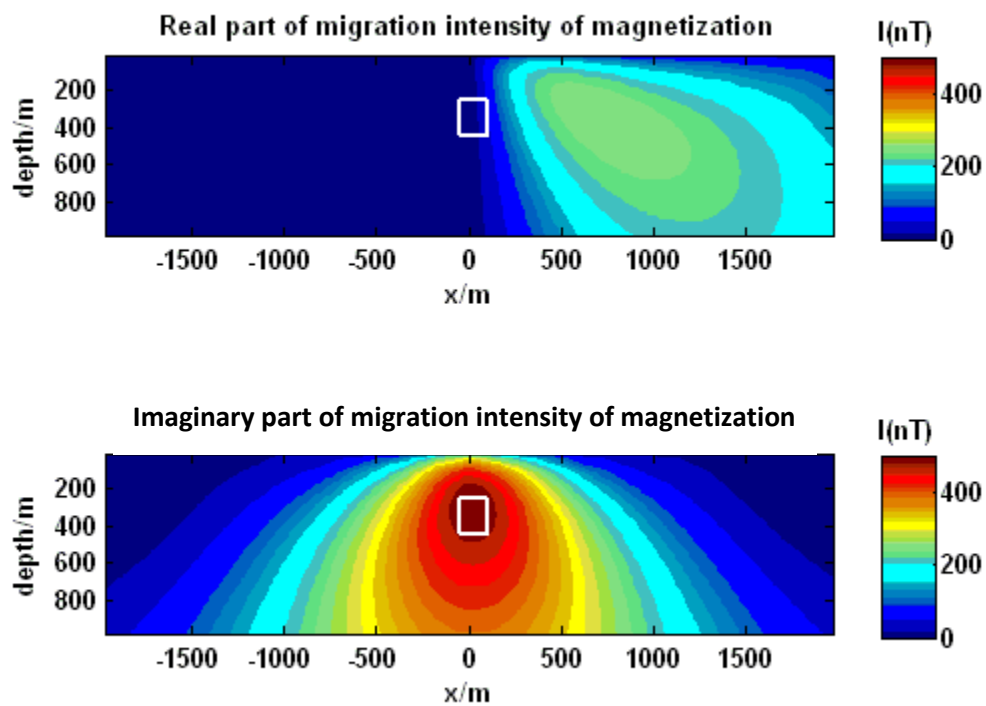 Real part of migration intensity of magnetization
I(nT)
depth/m
200
400
600
800
-1500 -1000 -500 0 500 1000 1500
x/m
400
200
0
Imaginary part of migration intensity of magnetization
I(nT)
depth/m
200
400
600
800
-1500 -1000 -500 0 500 1000 1500
x/m
400
200
0